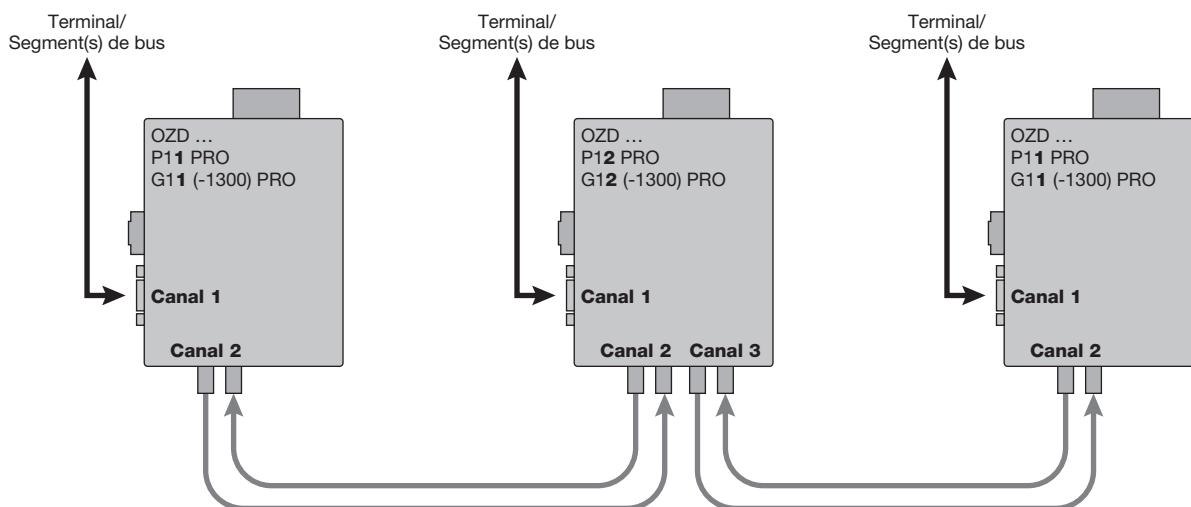 Terminal/
Segment(s) de bus
OZD ...
P11 PRO
G11 (-1300) PRO
Canal 1
Canal 2
Terminal/
Segment(s) de bus
OZD ...
P12 PRO
G12 (-1300) PRO
Canal 1
Canal 2 Canal 3
Terminal/
Segment(s) de bus
OZD ...
P11 PRO
G11 (-1300) PRO
Canal 1
Canal 2